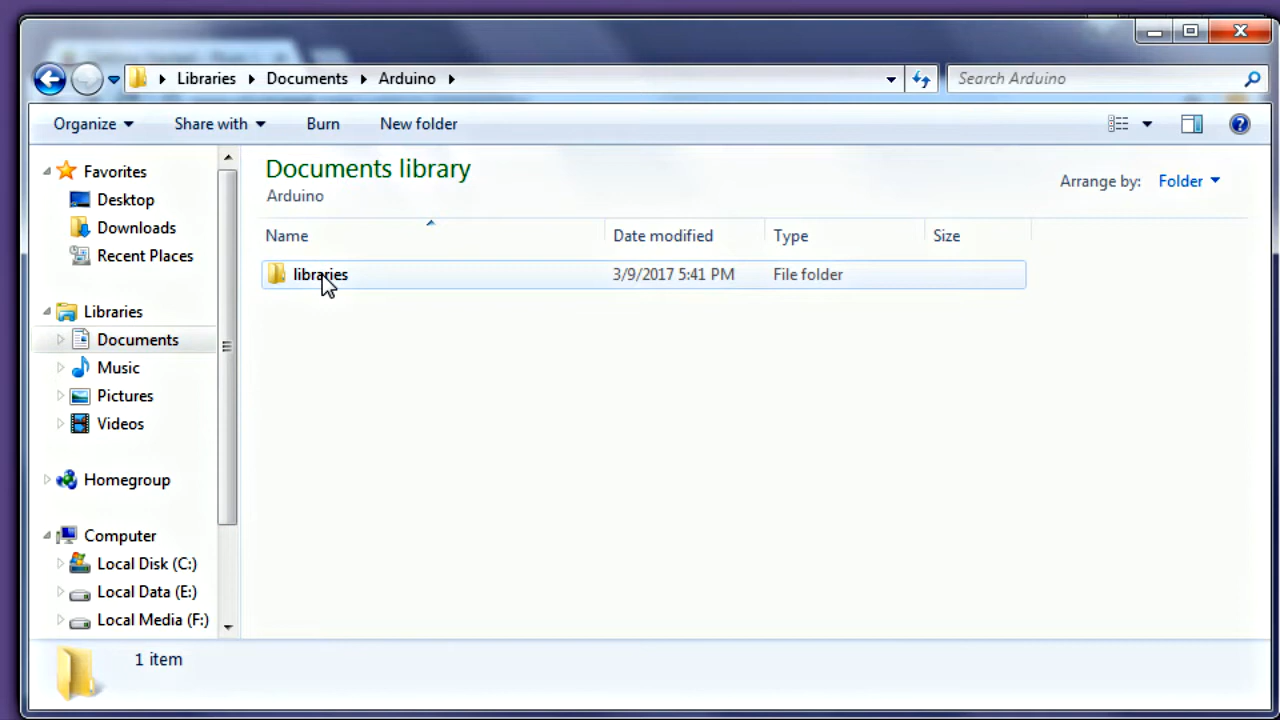 Libraries Documents Arduino Search Arduino
Organize Share with Burn New folder
Favorites
Desktop
Downloads
Recent Places
Libraries
Documents
Music
Pictures
Videos
Homegroup
Computer
Local Disk (C:)
Local Data (E:)
Local Media (F:)
Documents library
Arduino
Arrange by: Folder
Name Date modified Type Size
libraries 3/9/2017 5:41 PM File folder
1 item